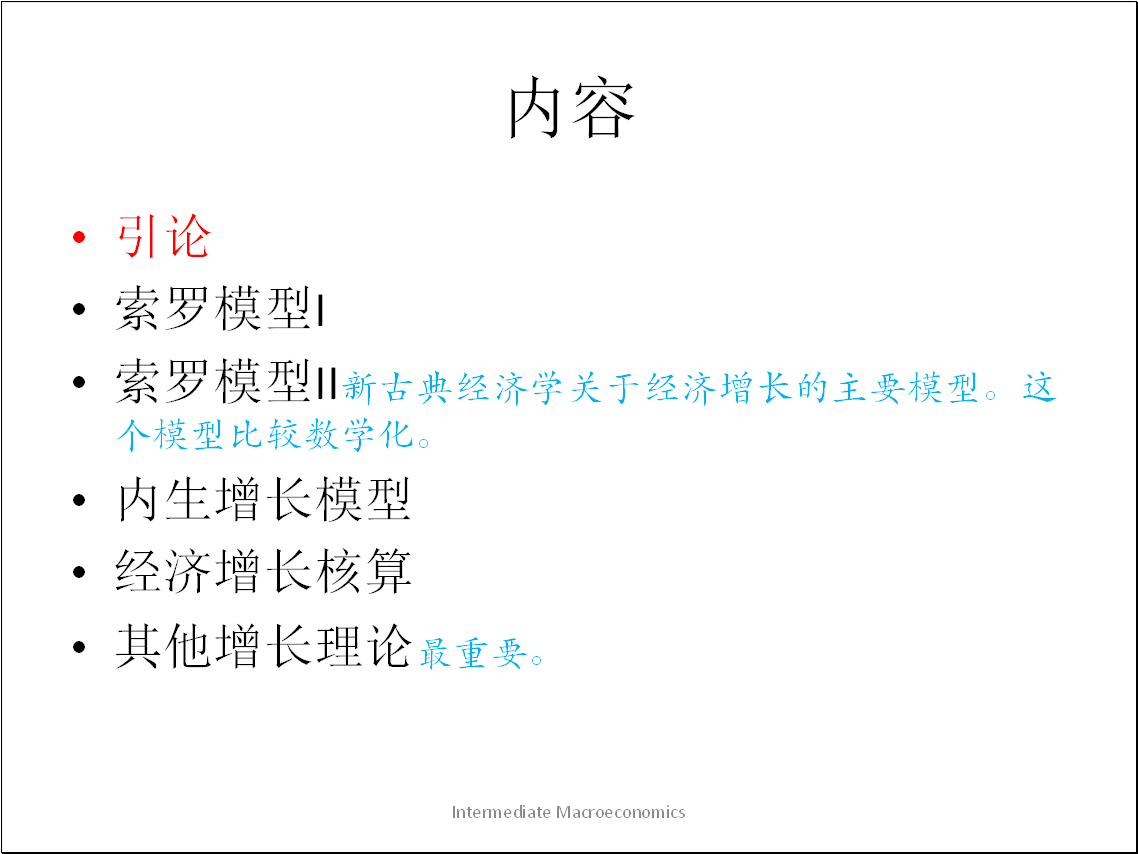 内容
• 引论
• 索罗模型I
• 索罗模型II新古典经济学关于经济增长的主要模型。这
个模型比较数学化。
• 内生增长模型
• 经济增长核算
• 其他增长理论最重要。
Intermediate Macroeconomics